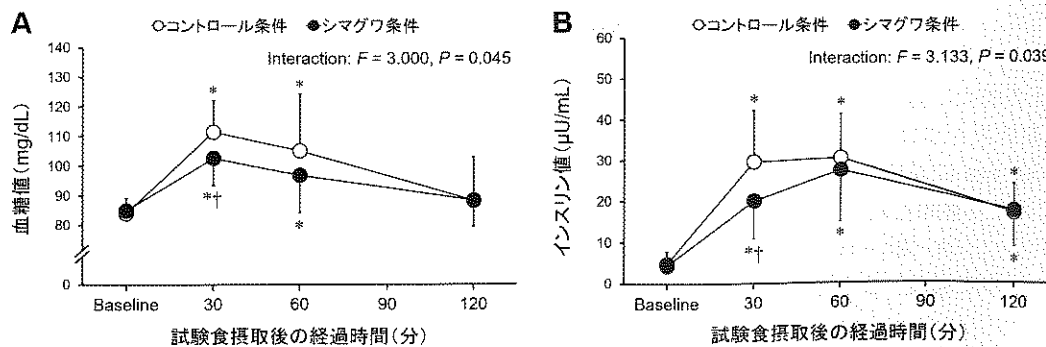 A
○コントロール条件 ●シマグワ条件
Interaction: F = 3.000, P = 0.045
血糖値(mg/dL)
140
130
120
110
100
90
80
0
*
*
*†
*
Baseline 30 60 90 120
試験食摂取後の経過時間(分)
B
○コントロール条件 ●シマグワ条件
Interaction: F = 3.133, P = 0.039
インスリン値(μU/mL)
60
50
40
30
20
10
0
*
*
*
*†
*
*
Baseline 30 60 90 120
試験食摂取後の経過時間(分)